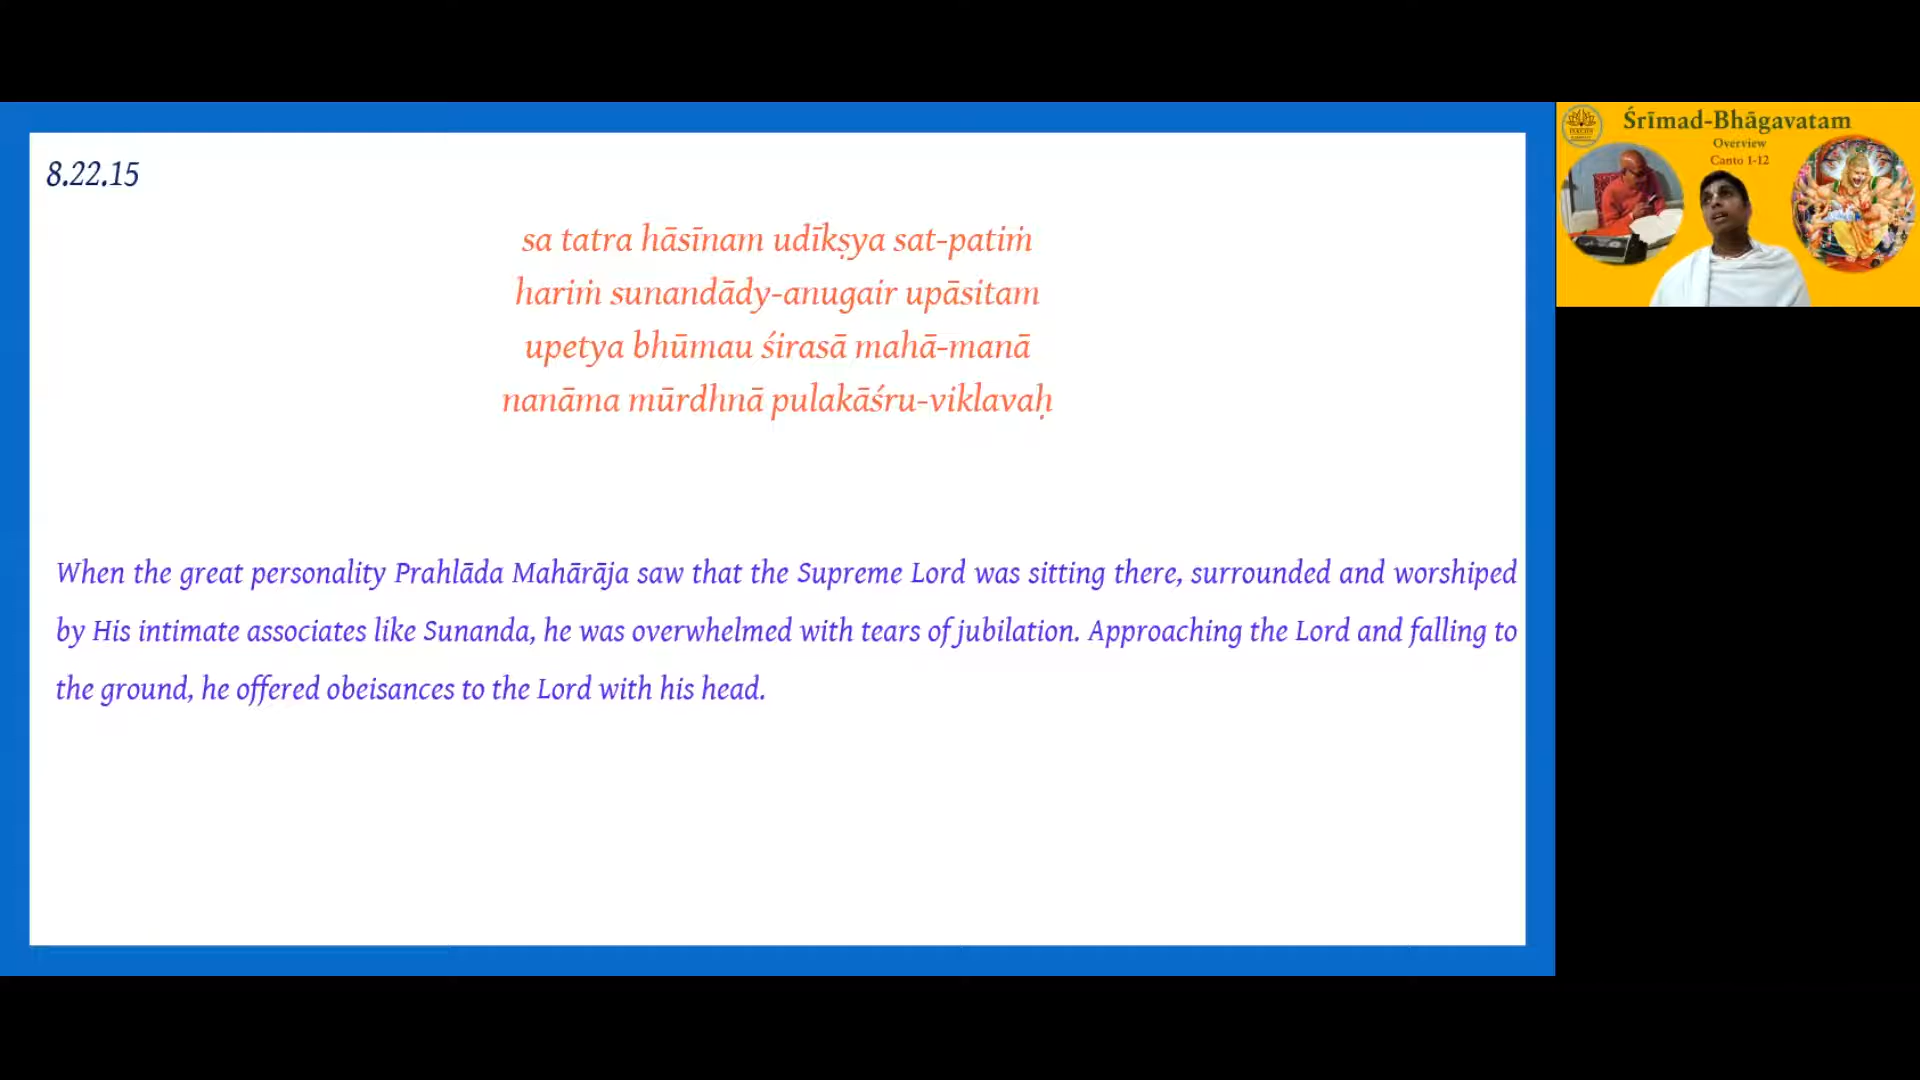 8.22.15
sa tatra hāsīnam udīkṣya sat-patiṁ
hariṁ sunandādy-anugair upāsitam
upetya bhūmau śirasā mahā-manā
nanāma mūrdhnā pulakāśru-viklavaḥ
When the great personality Prahlāda Mahārāja saw that the Supreme Lord was sitting there, surrounded and worshiped
by His intimate associates like Sunanda, he was overwhelmed with tears of jubilation. Approaching the Lord and falling to
the ground, he offered obeisances to the Lord with his head.
Śrīmad-Bhāgavatam
Overview
Canto 1-12